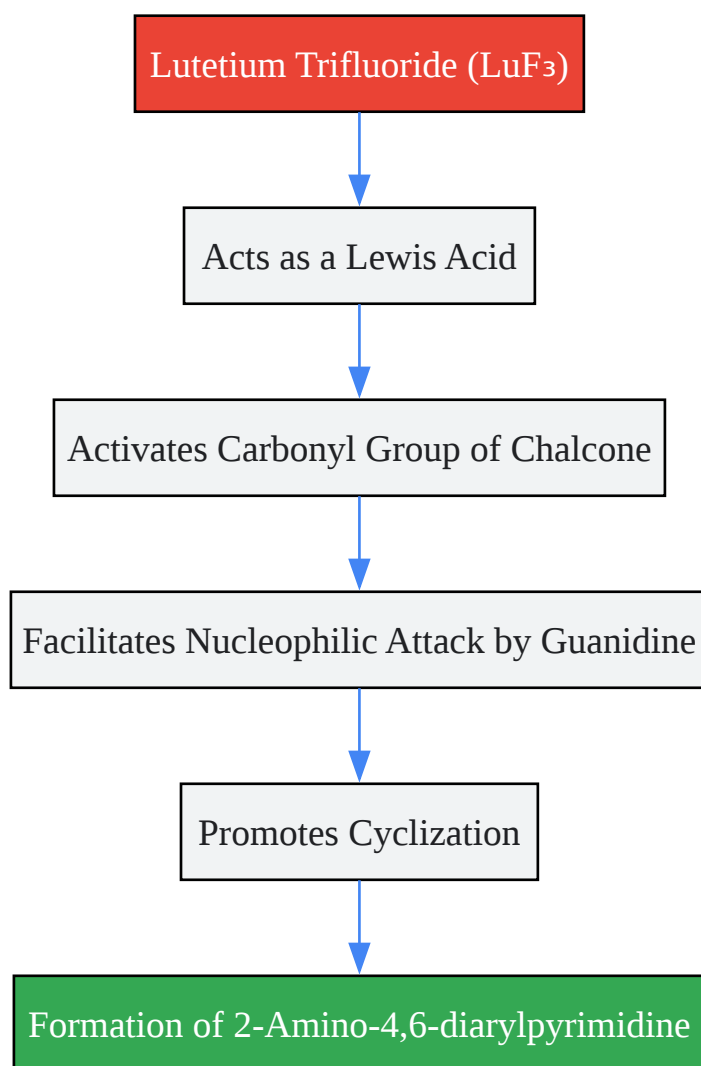 Lutetium Trifluoride (LuF₃)
Acts as a Lewis Acid
Activates Carbonyl Group of Chalcone
Facilitates Nucleophilic Attack by Guanidine
Promotes Cyclization
Formation of 2-Amino-4,6-diarylpyrimidine